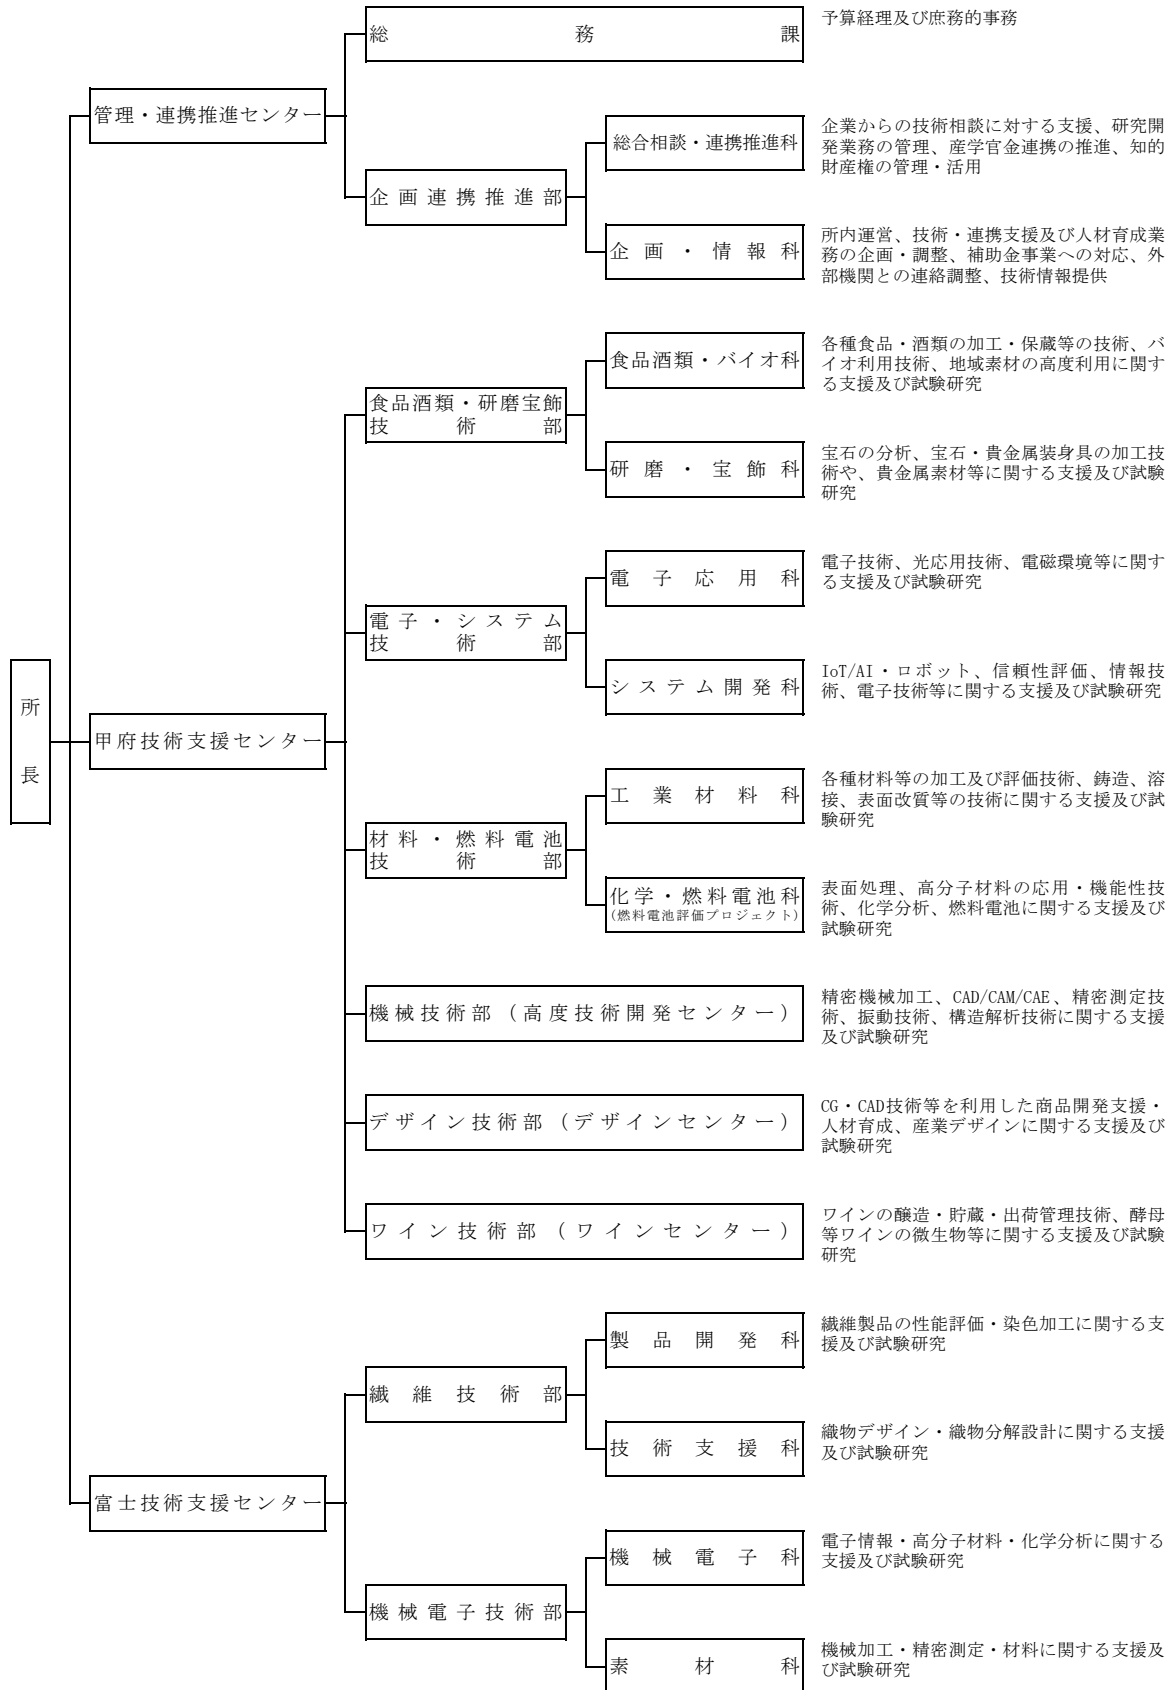 総務課
予算経理及び庶務的事務
管理・連携推進センター
総合相談・連携推進科
企業からの技術相談に対する支援、研究開
発業務の管理、産学官金連携の推進、知的
財産権の管理・活用
企画連携推進部
企画・情報科
所内運営、技術・連携支援及び人材育成業
務の企画・調整、補助金事業への対応、外
部機関との連絡調整、技術情報提供
食品酒類・バイオ科
各種食品・酒類の加工・保蔵等の技術、バ
イオ利用技術、地域素材の高度利用に関す
る支援及び試験研究
食品酒類・研磨宝飾
技術部
研磨・宝飾科
宝石の分析、宝石・貴金属装身具の加工技
術や、貴金属素材等に関する支援及び試験
研究
電子応用科
電子技術、光応用技術、電磁環境等に関す
る支援及び試験研究
電子・システム
技術部
システム開発科
IoT/AI・ロボット、信頼性評価、情報技
術、電子技術等に関する支援及び試験研究
所長
甲府技術支援センター
工業材料科
各種材料等の加工及び評価技術、鋳造、溶
接、表面改質等の技術に関する支援及び試
験研究
材料・燃料電池
技術部
化学・燃料電池科
(燃料電池評価プロジェクト)
表面処理、高分子材料の応用・機能性技
術、化学分析、燃料電池に関する支援及び
試験研究
機械技術部（高度技術開発センター）
精密機械加工、CAD/CAM/CAE、精密測定技
術、振動技術、構造解析技術に関する支援
及び試験研究
デザイン技術部（デザインセンター）
CG・CAD技術等を利用した商品開発支援・
人材育成、産業デザインに関する支援及び
試験研究
ワイン技術部（ワインセンター）
ワインの醸造・貯蔵・出荷管理技術、酵母
等ワインの微生物等に関する支援及び試験
研究
製品開発科
繊維製品の性能評価・染色加工に関する支
援及び試験研究
繊維技術部
技術支援科
織物デザイン・織物分解設計に関する支援
及び試験研究
富士技術支援センター
機械電子科
電子情報・高分子材料・化学分析に関する
支援及び試験研究
機械電子技術部
素材科
機械加工・精密測定・材料に関する支援及
び試験研究